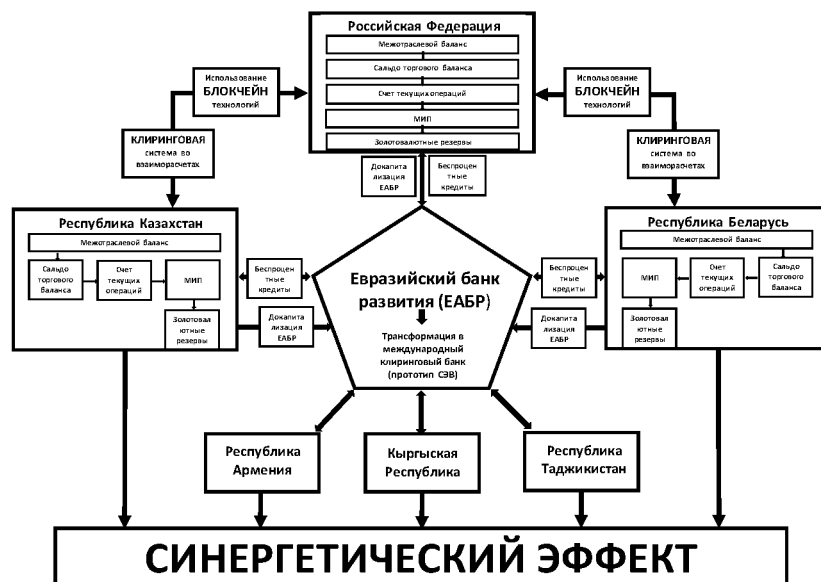 Российская Федерация
Межотраслевой баланс
Сальдо торгового баланса
Счет текущих операций
МИП
Золотовалютные резервы
Использование
БЛОКЧЕЙН
технологий
Использование
БЛОКЧЕЙН
технологий
КЛИРИНГОВАЯ
система во
взаиморасчетах
КЛИРИНГОВАЯ
система во
взаиморасчетах
Докапита
лизация
ЕАБР
Беспроцен
тные
кредиты
Республика Казахстан
Межотраслевой баланс
Сальдо
торгового
баланса
Счет
текущих
операций
МИП
Золотовал
ютные
резервы
Беспроцен
тные
кредиты
Докапита
лизация
ЕАБР
Евразийский банк
развития (ЕАБР)
Трансформация в
международный
клиринговый банк
(прототип СЭВ)
Беспроцен
тные
кредиты
Докапита
лизация
ЕАБР
Республика Беларусь
Межотраслевой баланс
МИП
Счет
текущих
операций
Сальдо
торгового
баланса
Золотовал
ютные
резервы
Республика
Армения
Кыргыская
Республика
Республика
Таджикистан
СИНЕРГЕТИЧЕСКИЙ ЭФФЕКТ